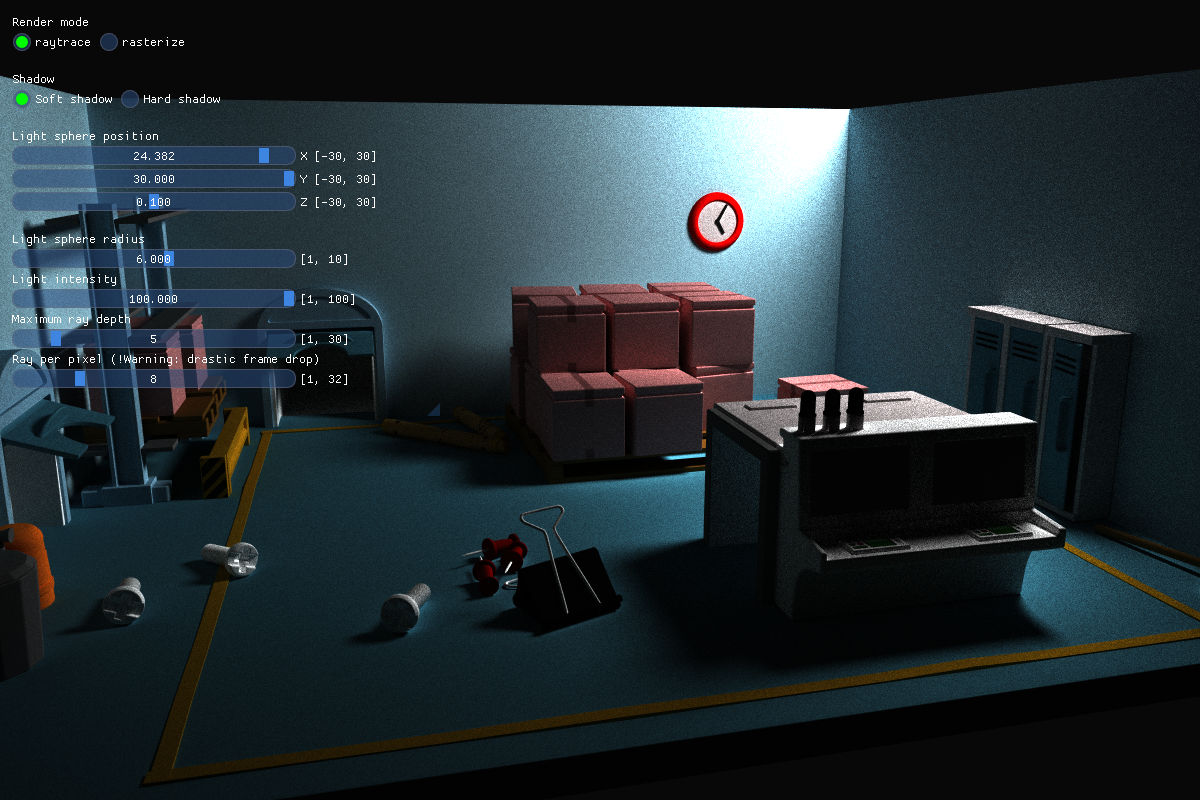 Render mode
raytrace rasterize
Shadow
Soft shadow Hard shadow
Light sphere position
24.382 X [-30, 30]
30.000 Y [-30, 30]
0.100 Z [-30, 30]
Light sphere radius
6.000 [1, 10]
Light intensity
100.000 [1, 100]
Maximum ray depth
5 [1, 30]
Ray per pixel (!Warning: drastic frame drop)
8 [1, 32]